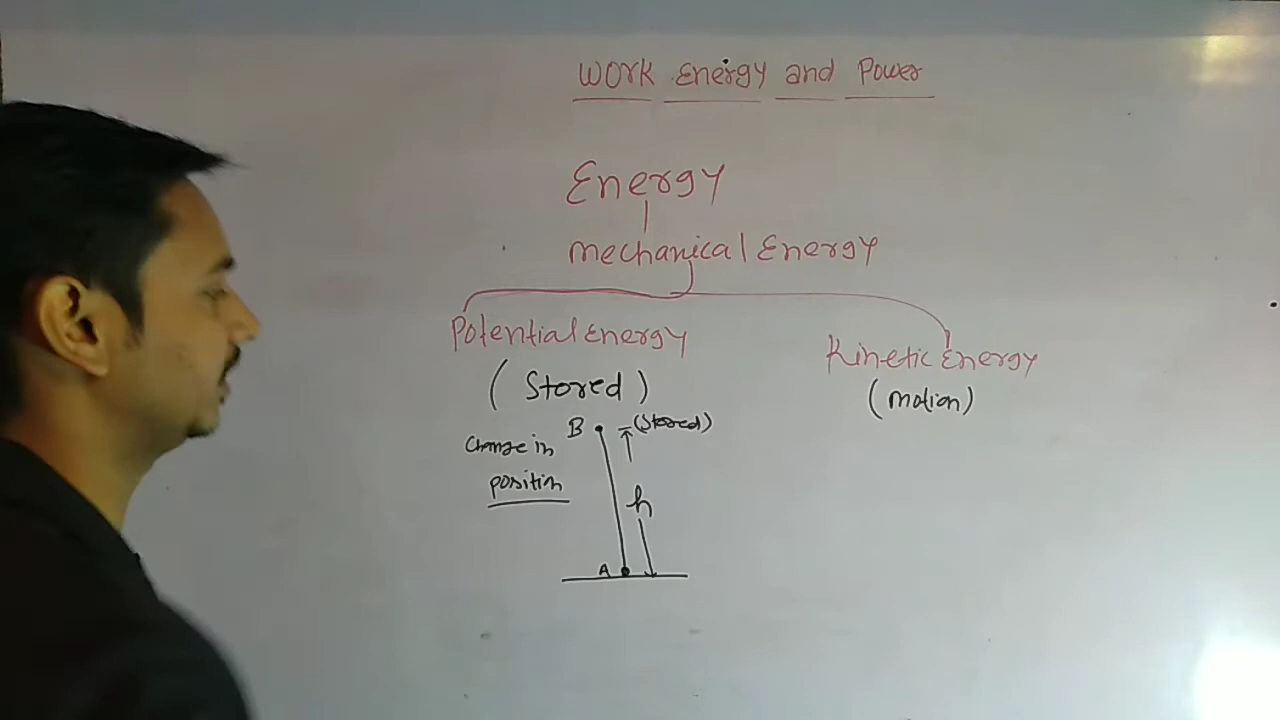 Work Energy and Power
Energy
mechanical Energy
Potential Energy
Kinetic Energy
(Stored)
(motion)
B
(Stored)
Change in
position
h
A